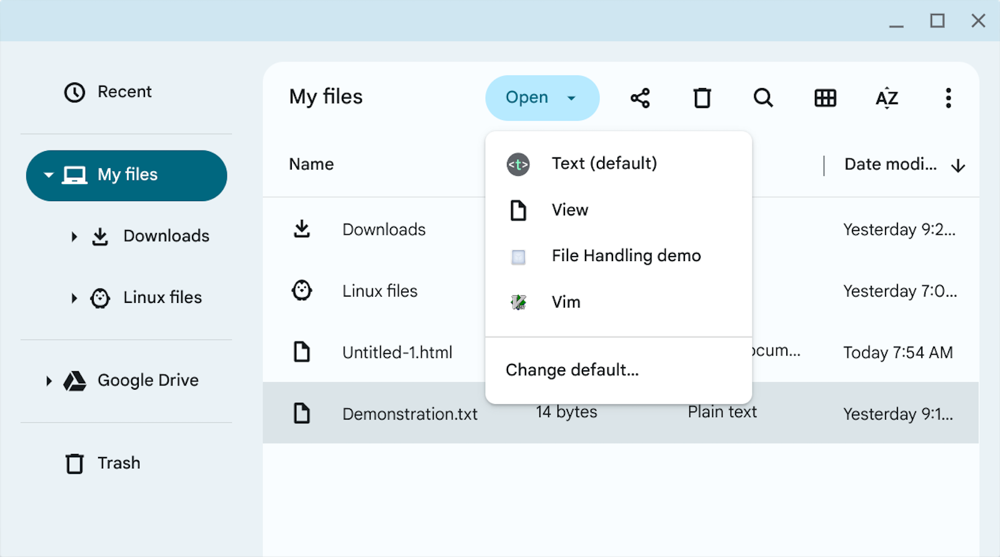 Recent
My files
Downloads
Linux files
Google Drive
Trash
My files
Open
AZ
Name
Date modi...
<t> Text (default)
View
File Handling demo
Vim
Change default...
Downloads Yesterday 9:2...
Linux files Yesterday 7:0...
Untitled-1.html ocum... Today 7:54 AM
Demonstration.txt 14 bytes Plain text Yesterday 9:1...